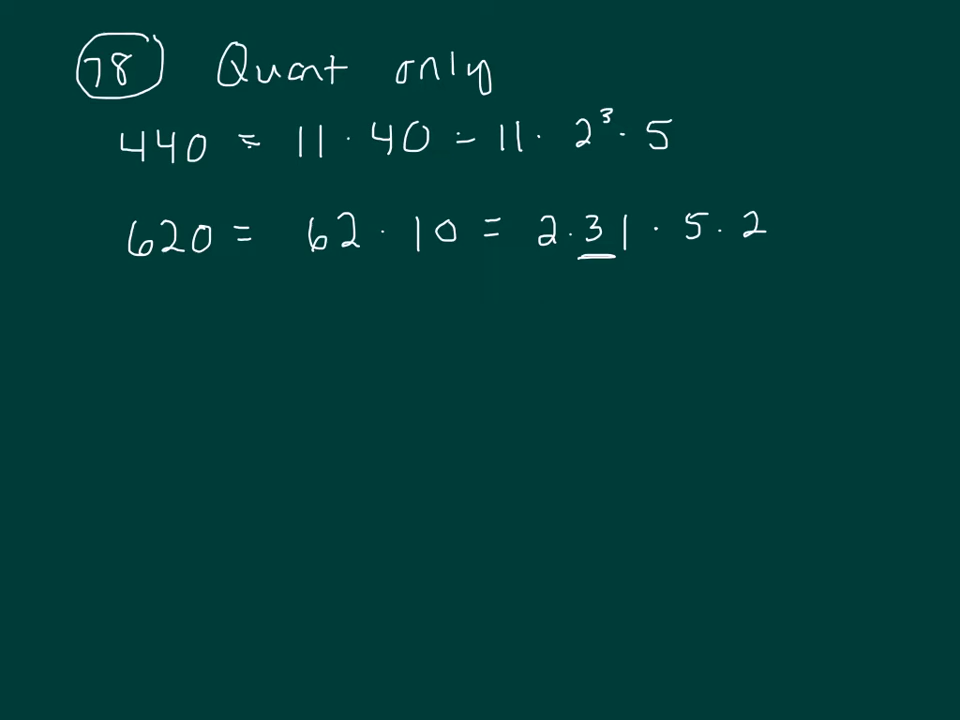 78 Quant only
440 = 11 · 40 = 11 · 2³ · 5
620 = 62 · 10 = 2 · 31 · 5 · 2